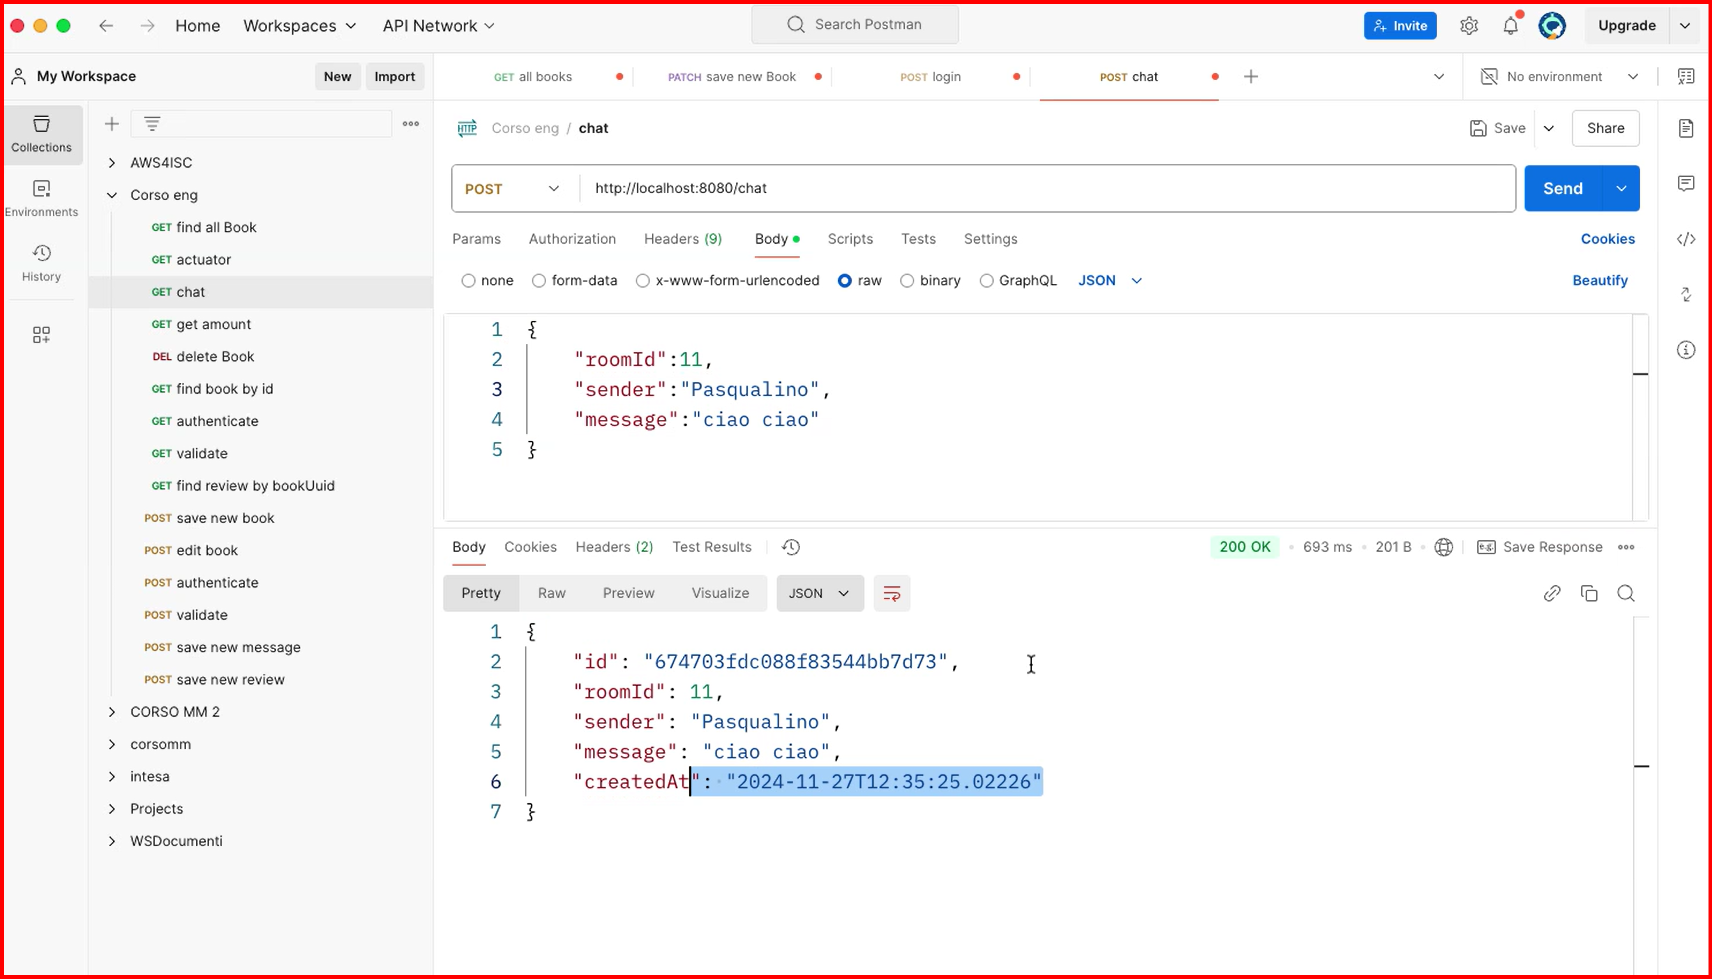 Home Workspaces API Network Search Postman Invite Upgrade
My Workspace New Import
GET all books PATCH save new Book POST login POST chat No environment
Collections
Environments
History
AWS4ISC
Corso eng
GET find all Book
GET actuator
GET chat
GET get amount
DEL delete Book
GET find book by id
GET authenticate
GET validate
GET find review by bookUuid
POST save new book
POST edit book
POST authenticate
POST validate
POST save new message
POST save new review
CORSO MM 2
corsomm
intesa
Projects
WSDocumenti
HTTP Corso eng / chat Save Share
POST http://localhost:8080/chat Send
Params Authorization Headers (9) Body Scripts Tests Settings Cookies
none form-data x-www-form-urlencoded raw binary GraphQL JSON Beautify
1 {
2 "roomId":11,
3 "sender":"Pasqualino",
4 "message":"ciao ciao"
5 }
Body Cookies Headers (2) Test Results 200 OK • 693 ms • 201 B • Save Response
Pretty Raw Preview Visualize JSON
1 {
2 "id": "674703fdc088f83544bb7d73",
3 "roomId": 11,
4 "sender": "Pasqualino",
5 "message": "ciao ciao",
6 "createdAt": "2024-11-27T12:35:25.02226"
7 }